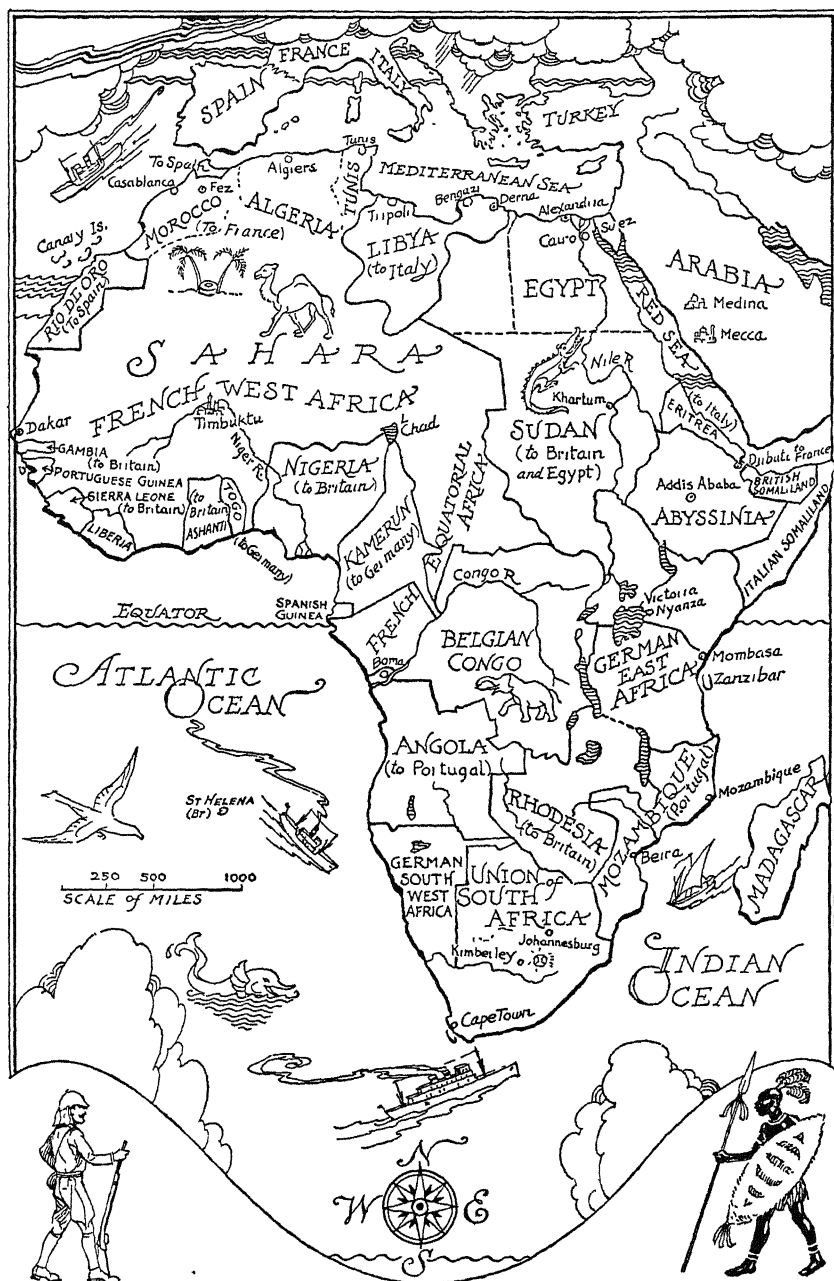 FRANCE
ITALY
SPAIN
TURKEY
Tunis
To Spain
Algiers
MEDITERRANEAN SEA
Casablanca
Fez
TUNIS
Bengazi
Derna
Alexandria
MOROCCO
(To France)
ALGERIA
Tripoli
Cairo
Suez
Canary Is.
LIBYA
(to Italy)
EGYPT
ARABIA
RIO D'L ORO
(To Spain)
RED SEA
Medina
Mecca
SAHARA
Nile R
FRENCH WEST AFRICA
Khartum
(to Italy)
ERITREA
Dakar
Timbuktu
L Chad
SUDAN
(to Britain
and Egypt)
GAMBIA
(to Britain)
Niger R.
NIGERIA
(to Britain)
Djibuti to
France
PORTUGUESE GUINEA
BRITISH
SOMALILAND
SIERRA LEONE
(to Britain)
(to
Britain)
ASHANTI
TOGO
(to Germany)
Addis Ababa
ABYSSINIA
LIBERIA
KAMERUN
(to Germany)
FRENCH
EQUATORIAL
AFRICA
ITALIAN SOMALILAND
Congo R
SPANISH
GUINEA
Victoria
Nyanza
EQUATOR
BELGIAN
CONGO
GERMAN
EAST
AFRICA
Boma
Mombasa
Zanzibar
ATLANTIC
OCEAN
ANGOLA
(to Portugal)
Mozambique
ST HELENA
(Br)
RHODESIA
(to Britain)
MOZAMBIQUE
(Portugal)
MADAGASCAR
Beira
GERMAN
SOUTH
WEST
AFRICA
UNION of
SOUTH
AFRICA
250 500 1000
SCALE of MILES
Johannesburg
Kimberley
INDIAN
OCEAN
Cape Town
N
W E
S